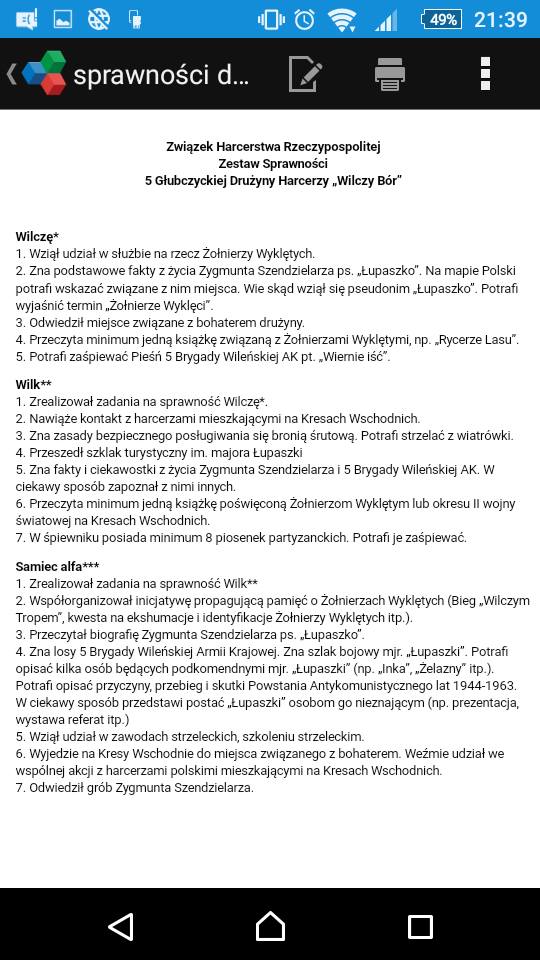 49% 21:39
sprawności d...
Związek Harcerstwa Rzeczypospolitej
Zestaw Sprawności
5 Głubczyckiej Drużyny Harcerzy „Wilczy Bór”
Wilczę*
1. Wziął udział w służbie na rzecz Żołnierzy Wyklętych.
2. Zna podstawowe fakty z życia Zygmunta Szendzielarza ps. „Łupaszko”. Na mapie Polski
potrafi wskazać związane z nim miejsca. Wie skąd wziął się pseudonim „Łupaszko”. Potrafi
wyjaśnić termin „Żołnierze Wyklęci”.
3. Odwiedził miejsce związane z bohaterem drużyny.
4. Przeczyta minimum jedną książkę związaną z Żołnierzami Wyklętymi, np. „Rycerze Lasu”.
5. Potrafi zaśpiewać Pieśń 5 Brygady Wileńskiej AK pt. „Wiernie iść”.
Wilk**
1. Zrealizował zadania na sprawność Wilczę*.
2. Nawiąże kontakt z harcerzami mieszkającymi na Kresach Wschodnich.
3. Zna zasady bezpiecznego posługiwania się bronią śrutową. Potrafi strzelać z wiatrówki.
4. Przeszedł szklak turystyczny im. majora Łupaszki
5. Zna fakty i ciekawostki z życia Zygmunta Szendzielarza i 5 Brygady Wileńskiej AK. W
ciekawy sposób zapoznał z nimi innych.
6. Przeczyta minimum jedną książkę poświęconą Żołnierzom Wyklętym lub okresu II wojny
światowej na Kresach Wschodnich.
7. W śpiewniku posiada minimum 8 piosenek partyzanckich. Potrafi je zaśpiewać.
Samiec alfa***
1. Zrealizował zadania na sprawność Wilk**
2. Współorganizował inicjatywę propagującą pamięć o Żołnierzach Wyklętych (Bieg „Wilczym
Tropem”, kwesta na ekshumacje i identyfikacje Żołnierzy Wyklętych itp.).
3. Przeczytał biografię Zygmunta Szendzielarza ps. „Łupaszko”.
4. Zna losy 5 Brygady Wileńskiej Armii Krajowej. Zna szlak bojowy mjr. „Łupaszki”. Potrafi
opisać kilka osób będących podkomendnymi mjr. „Łupaszki” (np. „Inka”, „Żelazny” itp.).
Potrafi opisać przyczyny, przebieg i skutki Powstania Antykomunistycznego lat 1944-1963.
W ciekawy sposób przedstawi postać „Łupaszki” osobom go nieznającym (np. prezentacja,
wystawa referat itp.)
5. Wziął udział w zawodach strzeleckich, szkoleniu strzeleckim.
6. Wyjedzie na Kresy Wschodnie do miejsca związanego z bohaterem. Weźmie udział we
wspólnej akcji z harcerzami polskimi mieszkającymi na Kresach Wschodnich.
7. Odwiedził grób Zygmunta Szendzielarza.